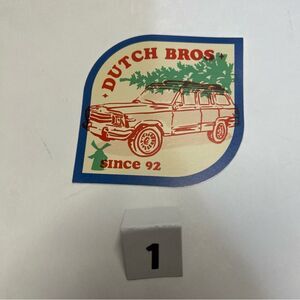 DUTCH BROS
since 92
1